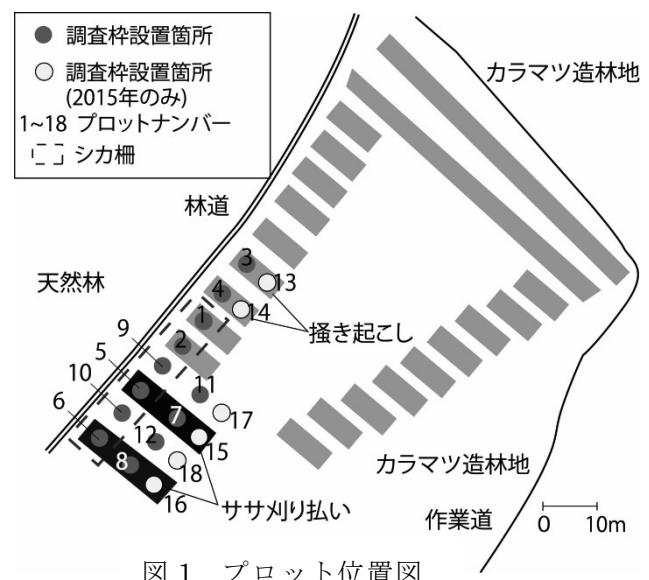 調査枠設置箇所
調査枠設置箇所
(2015年のみ)
1~18 プロットナンバー
シカ柵
カラマツ造林地
林道
天然林
3
13
4
14
掻き起こし
1
9
2
5
10
11
6
7
17
12
15
8
18
16
ササ刈り払い
カラマツ造林地
作業道
0 10m
図1 プロット位置図